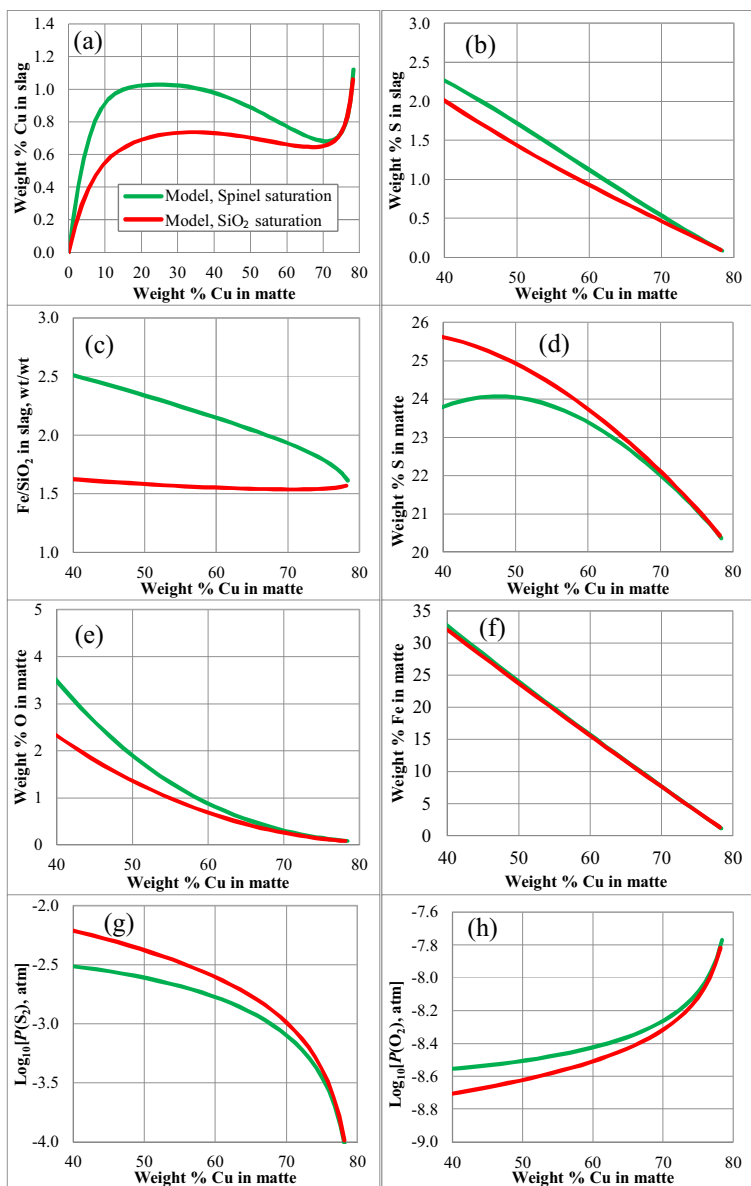 (a)
Weight % Cu in slag
1.4
1.2
1.0
0.8
0.6
0.4
0.2
0.0
Model, Spinel saturation
Model, SiO₂ saturation
0 10 20 30 40 50 60 70 80
Weight % Cu in matte
(b)
Weight % S in slag
3.0
2.5
2.0
1.5
1.0
0.5
0.0
40 50 60 70 80
Weight % Cu in matte
(c)
Fe/SiO₂ in slag, wt/wt
3.0
2.5
2.0
1.5
1.0
40 50 60 70 80
Weight % Cu in matte
(d)
Weight % S in matte
26
25
24
23
22
21
20
40 50 60 70 80
Weight % Cu in matte
(e)
Weight % O in matte
5
4
3
2
1
0
40 50 60 70 80
Weight % Cu in matte
(f)
Weight % Fe in matte
35
30
25
20
15
10
5
0
40 50 60 70 80
Weight % Cu in matte
(g)
Log₁₀[P(S₂), atm]
-2.0
-2.5
-3.0
-3.5
-4.0
40 50 60 70 80
Weight % Cu in matte
(h)
Log₁₀[P(O₂), atm]
-7.6
-7.8
-8.0
-8.2
-8.4
-8.6
-8.8
-9.0
40 50 60 70 80
Weight % Cu in matte